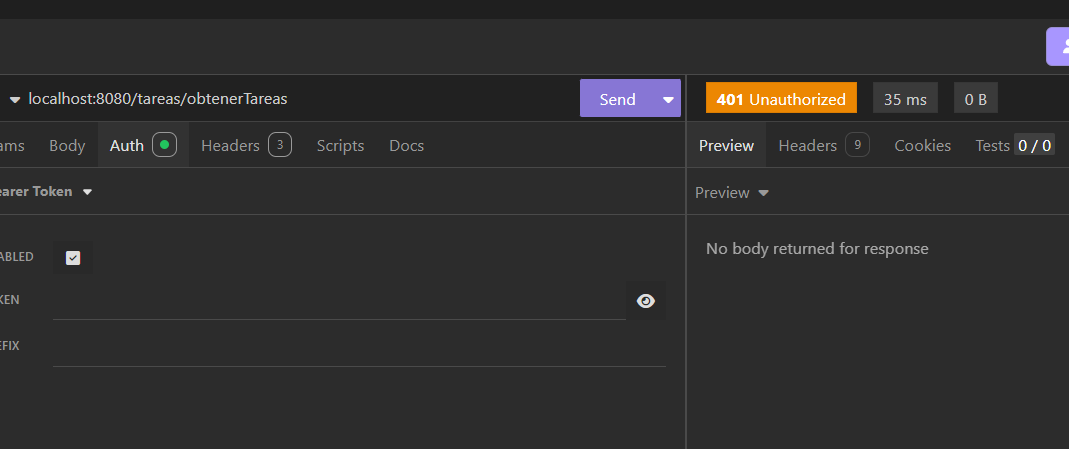 localhost:8080/tareas/obtenerTareas
Send
401 Unauthorized
35 ms
0 B
ams
Body
Auth
Headers 3
Scripts
Docs
Preview
Headers 9
Cookies
Tests 0 / 0
earer Token
Preview
ABLED
No body returned for response
KEN
EFIX